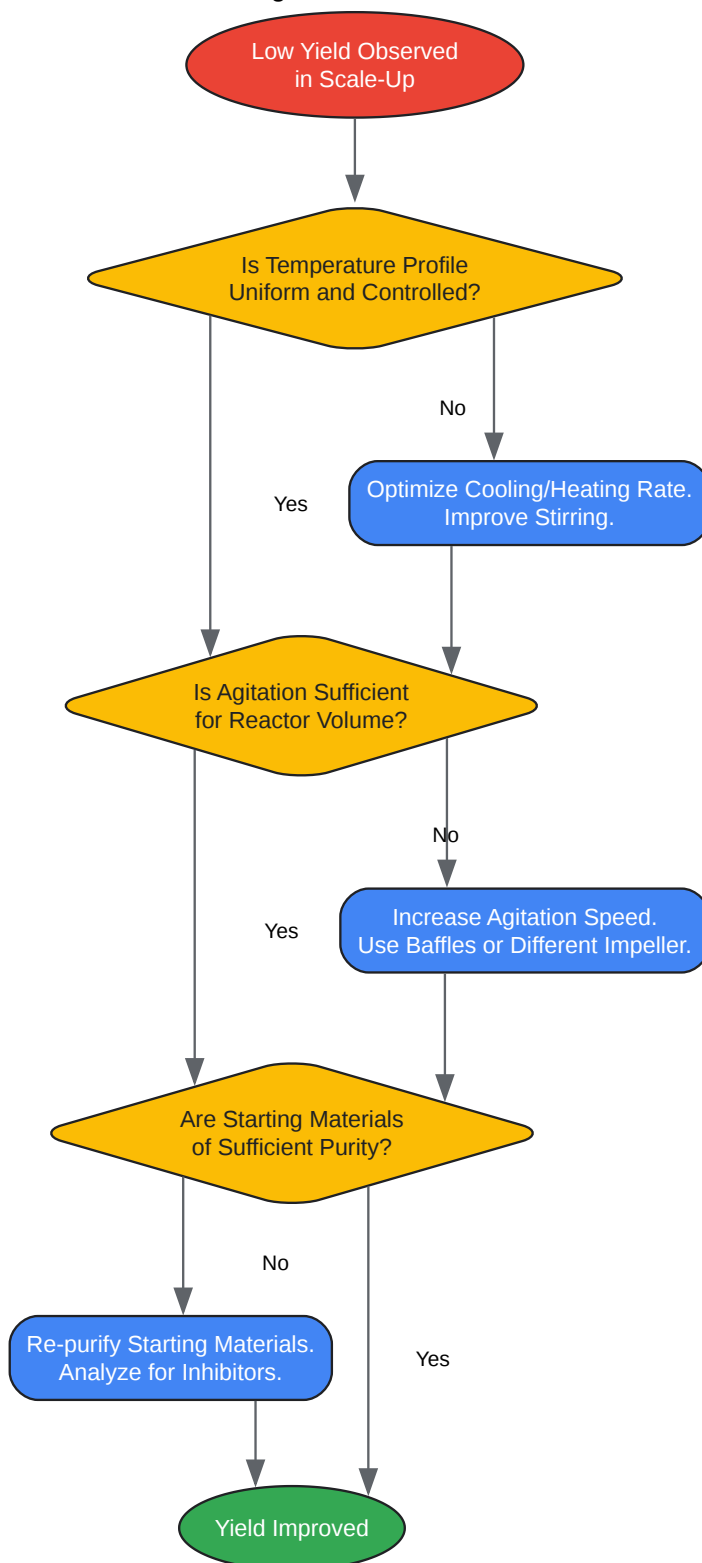 Low Yield Observed
in Scale-Up
Is Temperature Profile
Uniform and Controlled?
No
Optimize Cooling/Heating Rate.
Improve Stirring.
Yes
Is Agitation Sufficient
for Reactor Volume?
No
Increase Agitation Speed.
Use Baffles or Different Impeller.
Yes
Are Starting Materials
of Sufficient Purity?
No
Re-purify Starting Materials.
Analyze for Inhibitors.
Yes
Yield Improved